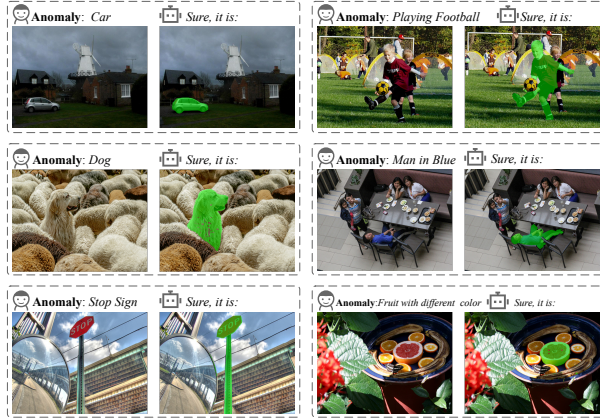 Anomaly: Car
Sure, it is:
Anomaly: Playing Football
Sure, it is:
Anomaly: Dog
Sure, it is:
Anomaly: Man in Blue
Sure, it is:
Anomaly: Stop Sign
Sure, it is:
STOP
STOP
Anomaly:Fruit with different color
Sure, it is: